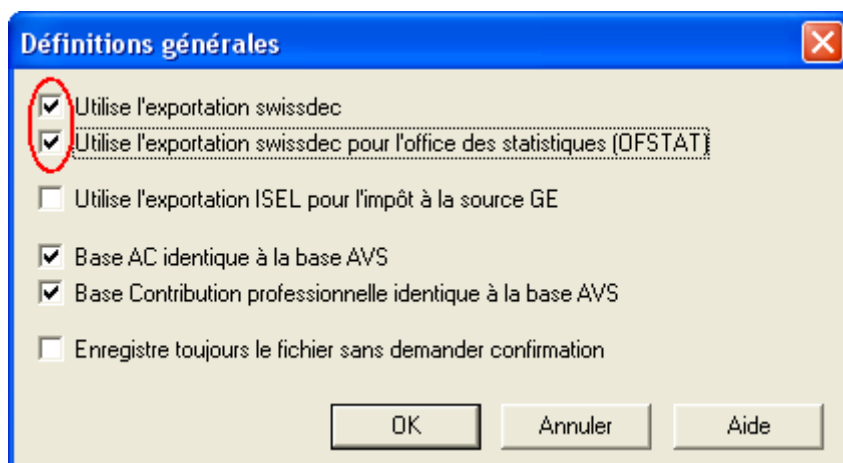 Définitions générales
Utilise l'exportation swissdec
Utilise l'exportation swissdec pour l'office des statistiques (OFSTAT)
Utilise l'exportation ISEL pour l'impôt à la source GE
Base AC identique à la base AVS
Base Contribution professionnelle identique à la base AVS
Enregistre toujours le fichier sans demander confirmation
OK Annuler Aide